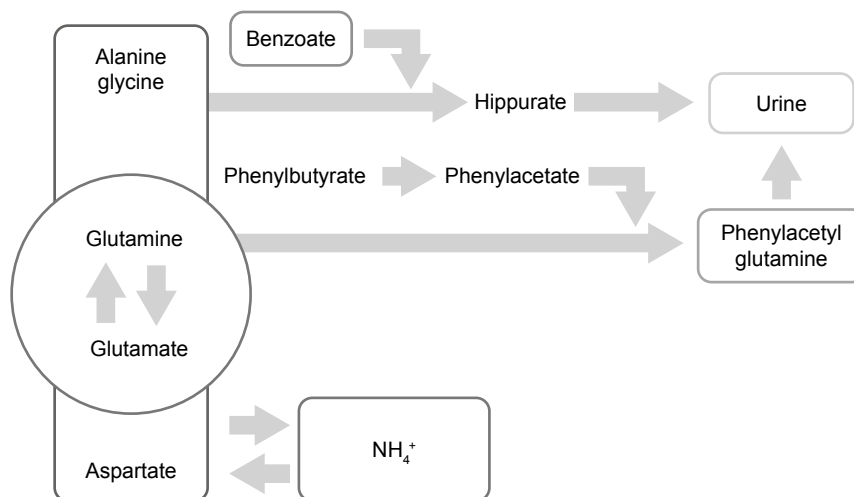 Benzoate
Alanine
glycine
Hippurate
Urine
Phenylbutyrate
Phenylacetate
Glutamine
Phenylacetyl
glutamine
Glutamate
NH₄⁺
Aspartate